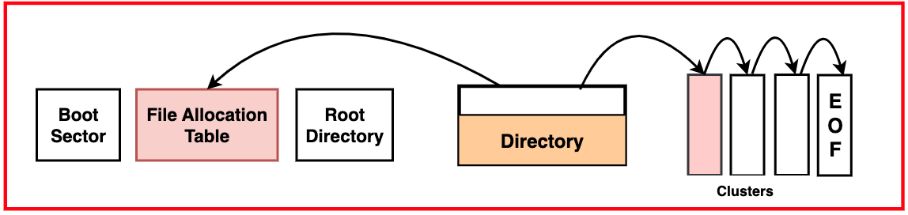 Boot
Sector
File Allocation
Table
Root
Directory
Directory
E
O
F
Clusters